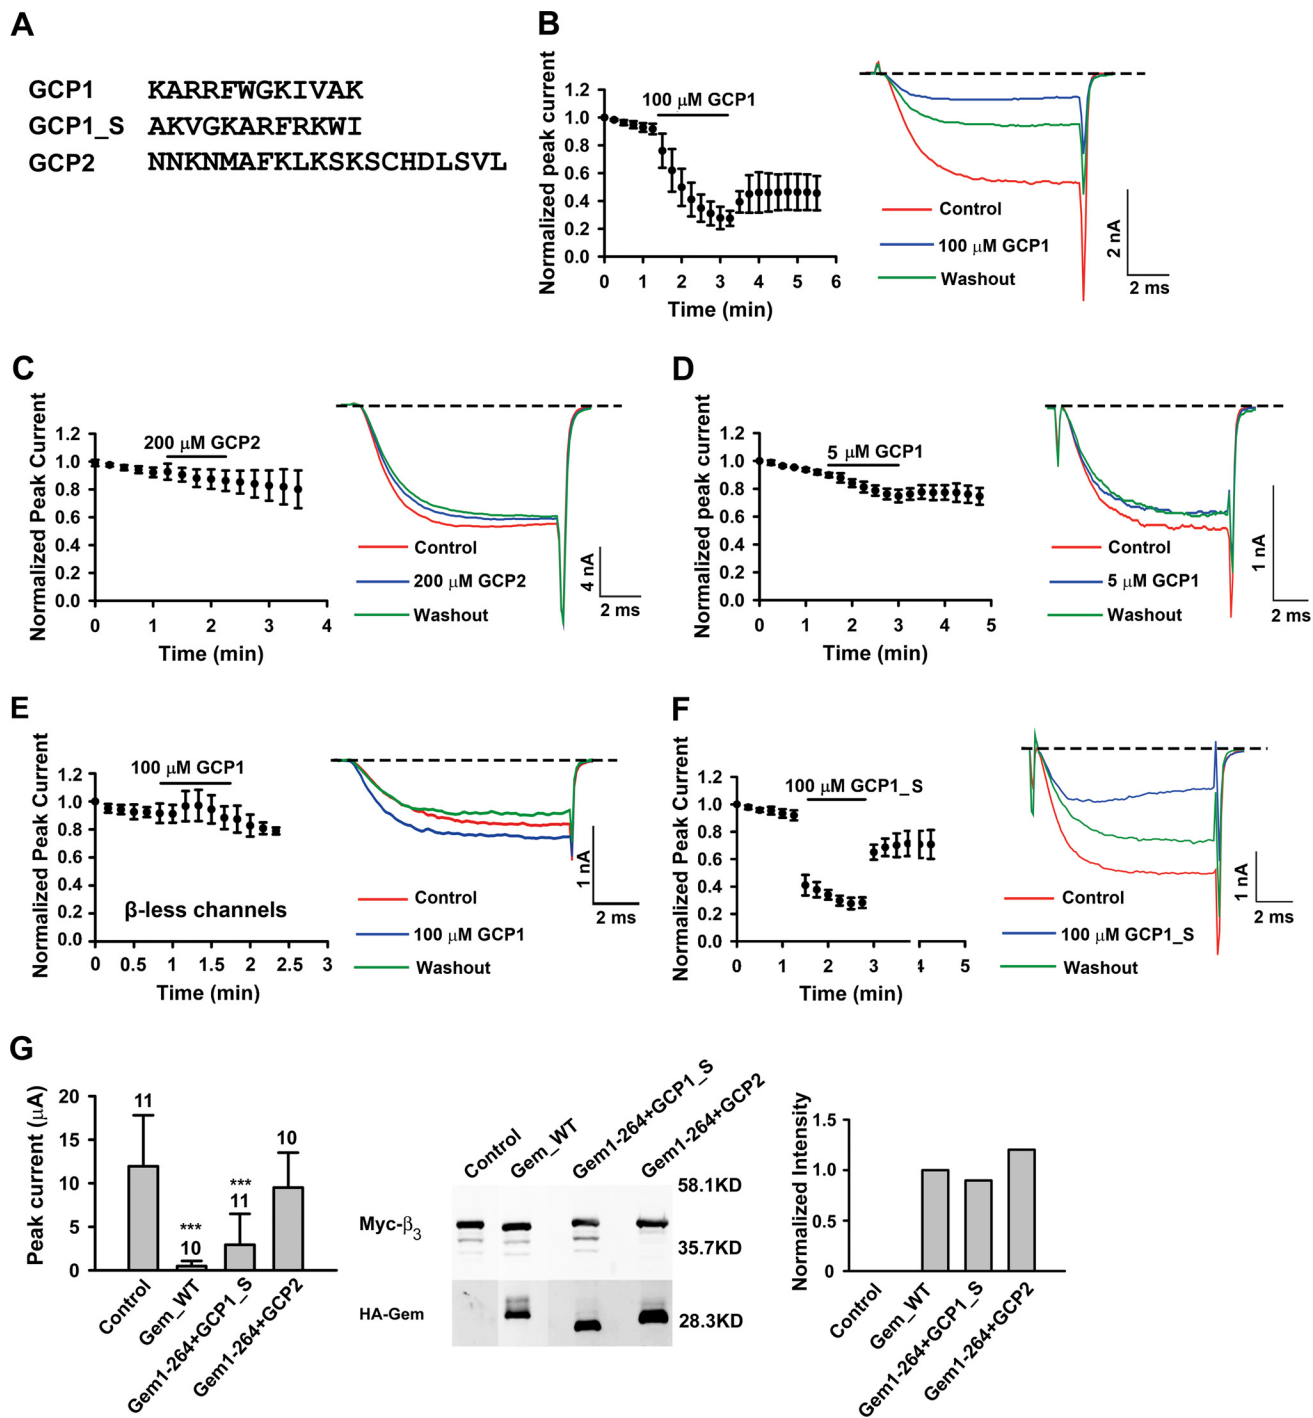 A
GCP1 KARRFWGKIVAK
GCP1_S AKVGKARFRKWI
GCP2 NNKNMAFKLKSKSCHDLSVL
B
Normalized peak current
1.2
1.0
0.8
0.6
0.4
0.2
0.0
100 μM GCP1
0 1 2 3 4 5 6
Time (min)
Control
100 μM GCP1
Washout
2 nA
2 ms
C
Normalized Peak Current
1.2
1.0
0.8
0.6
0.4
0.2
0.0
200 μM GCP2
0 1 2 3 4
Time (min)
Control
200 μM GCP2
Washout
4 nA
2 ms
D
Normalized peak current
1.2
1.0
0.8
0.6
0.4
0.2
0.0
5 μM GCP1
0 1 2 3 4 5
Time (min)
Control
5 μM GCP1
Washout
1 nA
2 ms
E
Normalized Peak Current
1.2
1.0
0.8
0.6
0.4
0.2
0.0
100 μM GCP1
β-less channels
0 0.5 1 1.5 2 2.5 3
Time (min)
Control
100 μM GCP1
Washout
1 nA
2 ms
F
Normalized Peak Current
1.2
1.0
0.8
0.6
0.4
0.2
0.0
100 μM GCP1_S
0 1 2 3 4 5
Time (min)
Control
100 μM GCP1_S
Washout
1 nA
2 ms
G
Peak current (μA)
20
15
10
5
0
11
***
10
***
11
10
Control
Gem_WT
Gem1-264+GCP1_S
Gem1-264+GCP2
Control
Gem_WT
Gem1-264+GCP1_S
Gem1-264+GCP2
Myc-β3
HA-Gem
58.1KD
35.7KD
28.3KD
Normalized Intensity
1.5
1.0
0.5
0
Control
Gem_WT
Gem1-264+GCP1_S
Gem1-264+GCP2